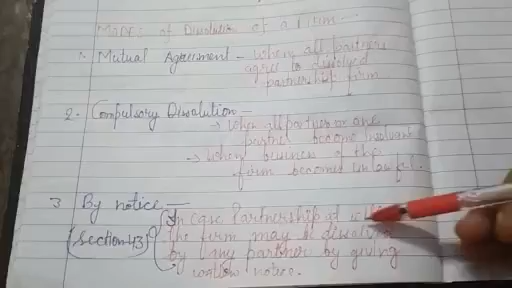 Modes of Dissolution of a Firm
1. Mutual Agreement - When all partners
agree to dissolved
partnership firm
2. Compulsory Dissolution -
→ When all partner or one
partner become insolvent
→ When business of the
firm becomes unlawful.
3 By notice -
(Section 43) In case Partnership at will
the firm may be dissolved
by any partner by giving
notice.